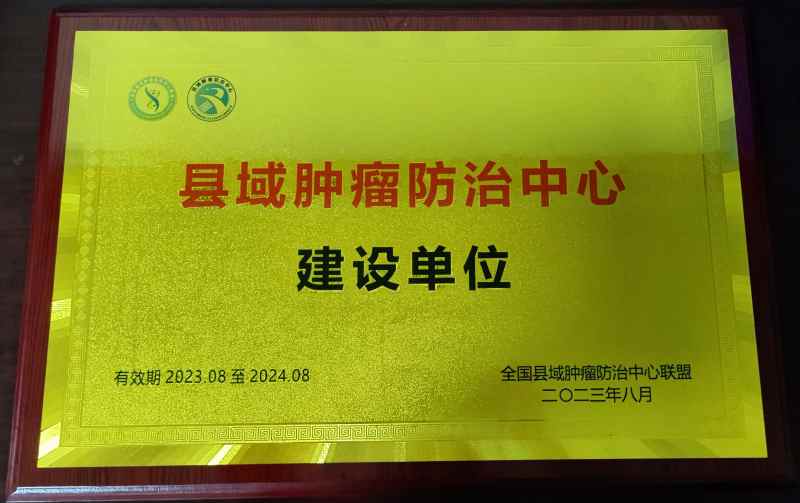 县域肿瘤防治中心
建设单位
有效期 2023.08 至 2024.08
全国县域肿瘤防治中心联盟
二〇二三年八月